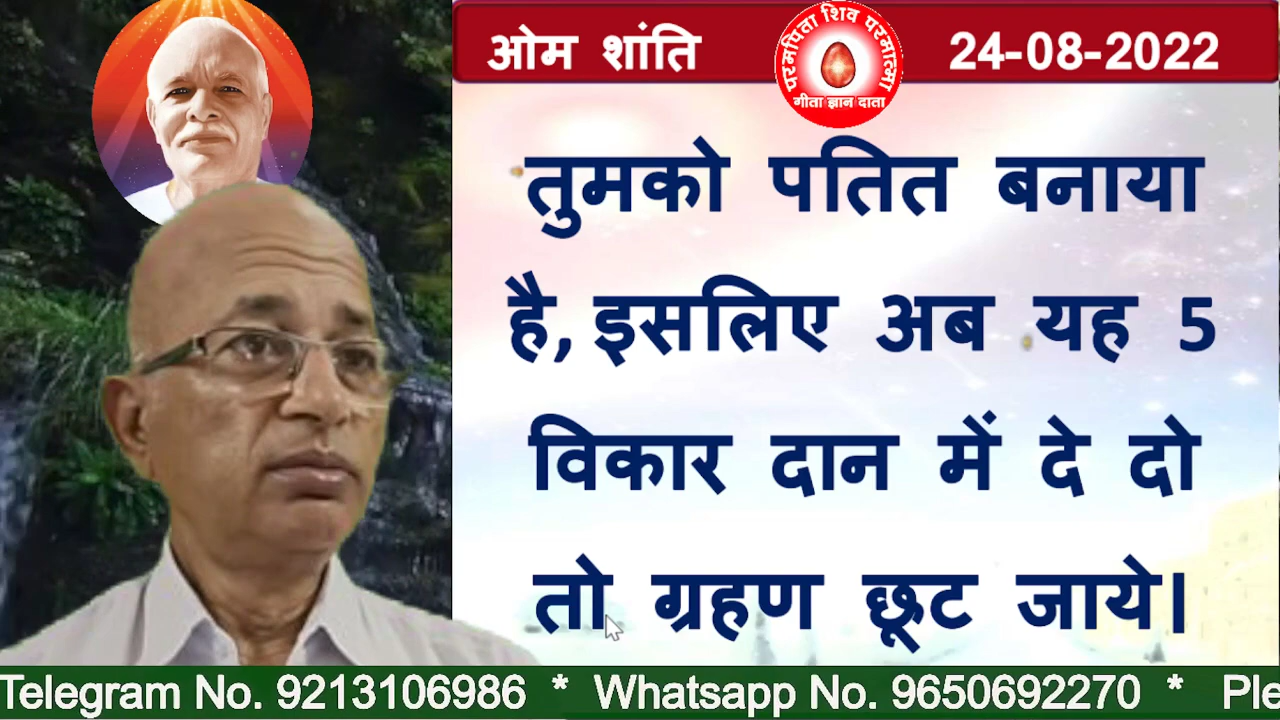 ओम शांति
परमपिता शिव परमात्मा
गीता ज्ञान दाता
24-08-2022
तुमको पतित बनाया
है, इसलिए अब यह 5
विकार दान में दे दो
तो ग्रहण छूट जाये।
Telegram No. 9213106986 * Whatsapp No. 9650692270 * Ple